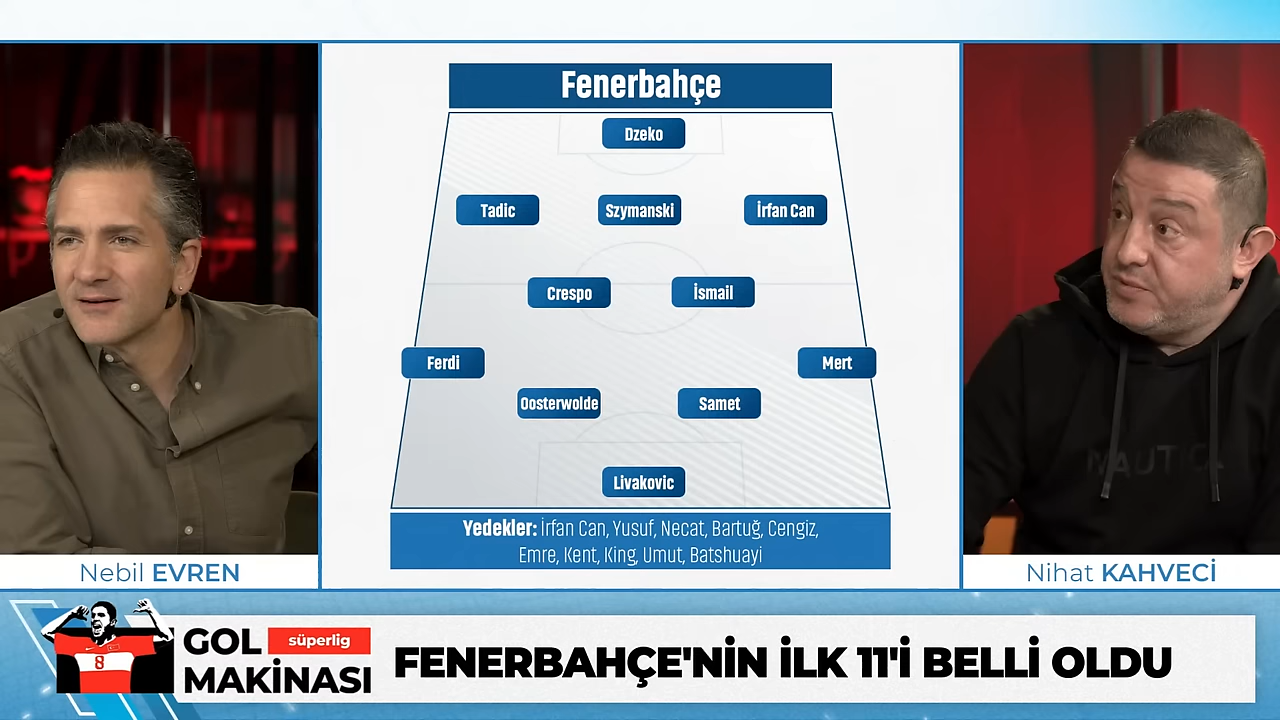 Fenerbahçe
Dzeko
Tadic
Szymanski
İrfan Can
Crespo
İsmail
Ferdi
Mert
Oosterwolde
Samet
Livakovic
Yedekler: İrfan Can, Yusuf, Necat, Bartuğ, Cengiz,
Emre, Kent, King, Umut, Batshuayi
NAUTICA
Nebil EVREN
Nihat KAHVECİ
8
GOL süperlig
MAKİNASI
FENERBAHÇE'NİN İLK 11'İ BELLİ OLDU